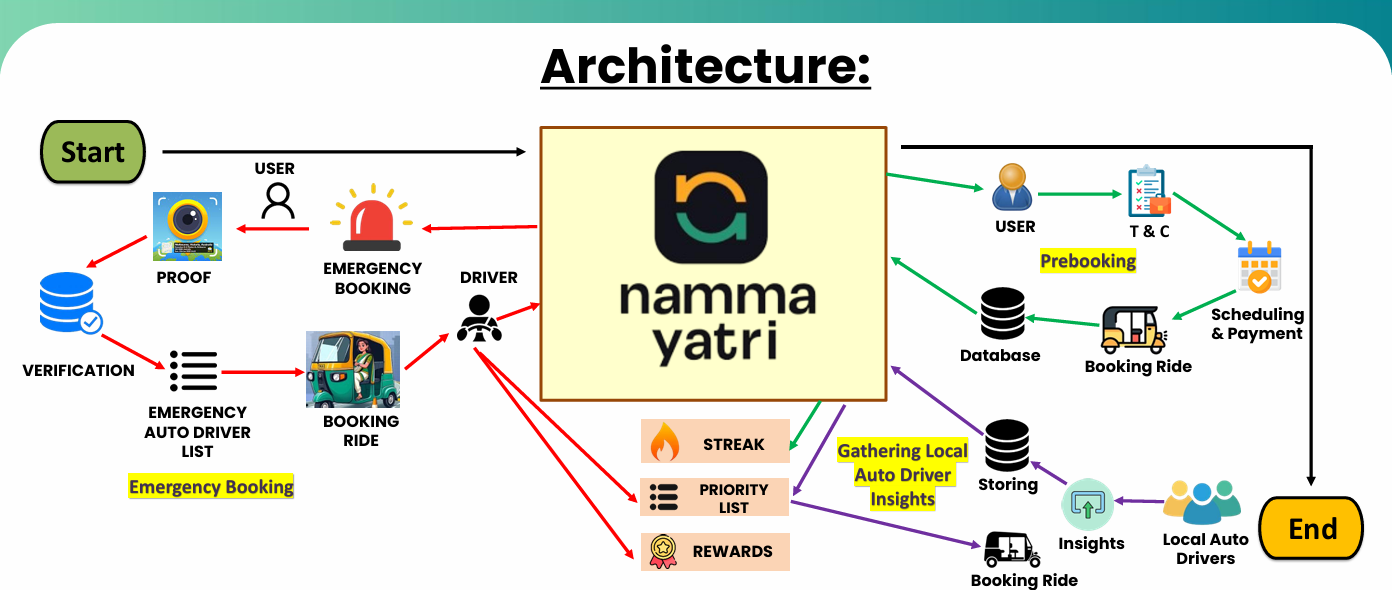 Architecture:
Start
USER
PROOF
EMERGENCY
BOOKING
DRIVER
VERIFICATION
EMERGENCY
AUTO DRIVER
LIST
BOOKING
RIDE
Emergency Booking
namma
yatri
USER
T & C
Prebooking
Scheduling
& Payment
Database
Booking Ride
STREAK
PRIORITY
LIST
REWARDS
Gathering Local
Auto Driver
Insights
Storing
Insights
Local Auto
Drivers
Booking Ride
End